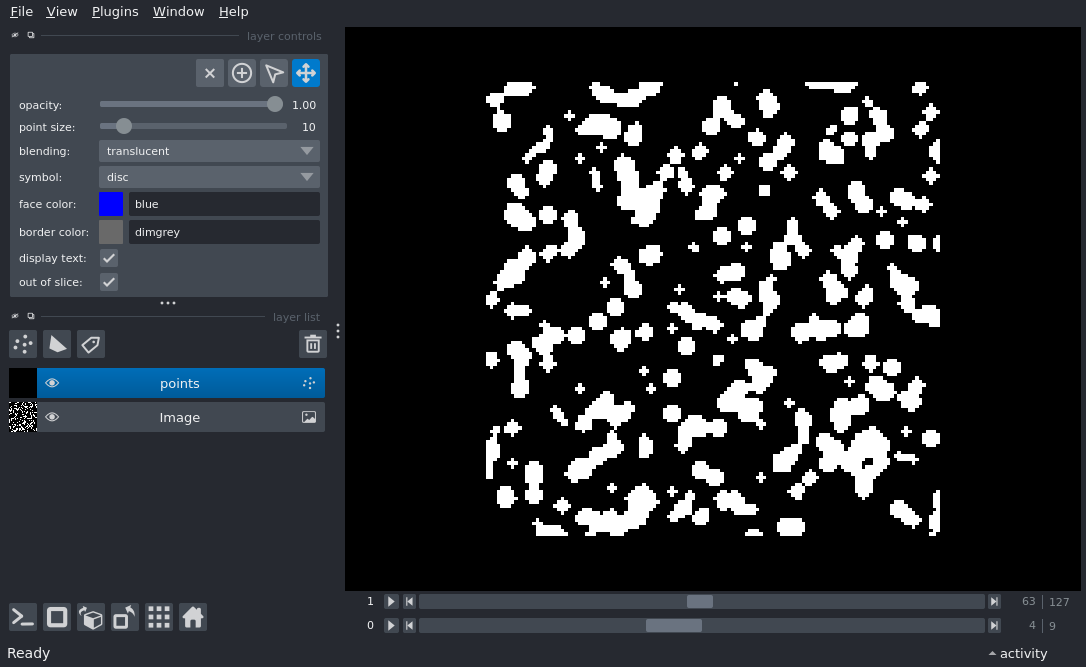 File View Plugins Window Help
layer controls
opacity: 1.00
point size: 10
blending: translucent
symbol: disc
face color: blue
border color: dimgrey
display text:
out of slice:
layer list
points
Image
1 63 127
0 4 9
Ready activity